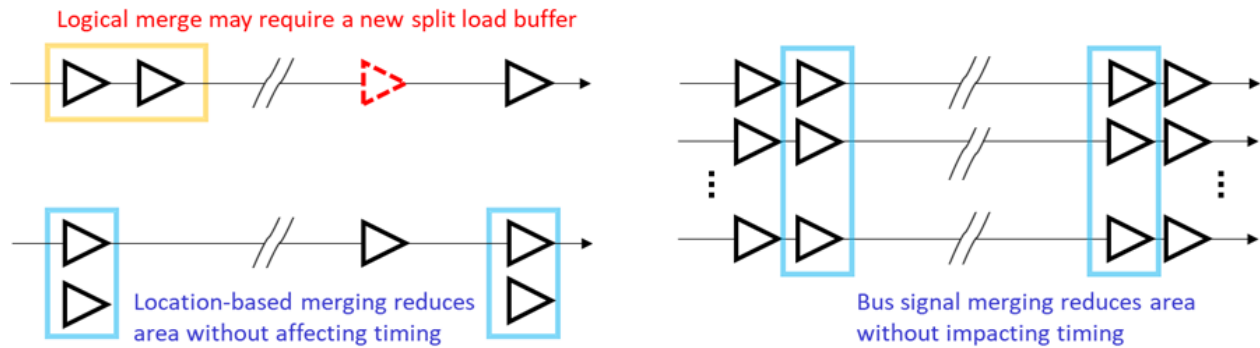 Logical merge may require a new split load buffer
Location-based merging reduces
area without affecting timing
Bus signal merging reduces area
without impacting timing